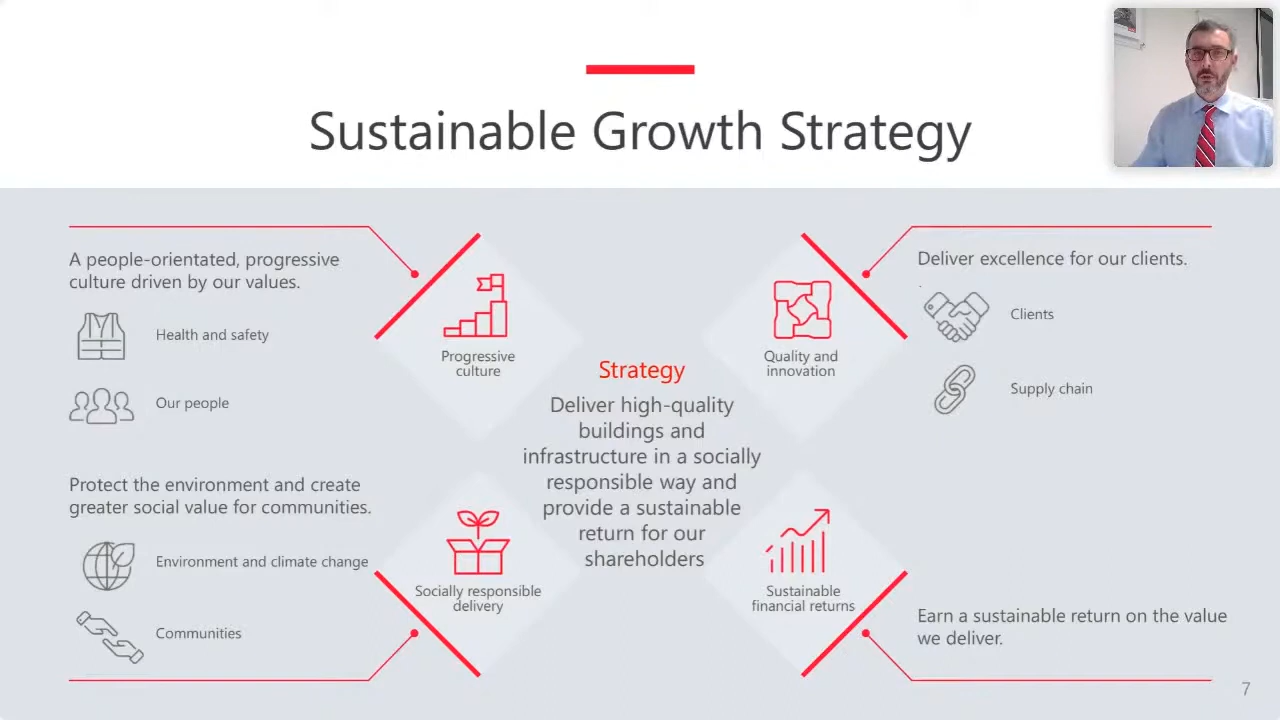 Sustainable Growth Strategy
A people-orientated, progressive
culture driven by our values.
Health and safety
Our people
Progressive
culture
Deliver excellence for our clients.
.
Clients
Supply chain
Quality and
innovation
Strategy
Deliver high-quality
buildings and
infrastructure in a socially
responsible way and
provide a sustainable
return for our
shareholders
Protect the environment and create
greater social value for communities.
Environment and climate change
Communities
Socially responsible
delivery
Sustainable
financial returns
Earn a sustainable return on the value
we deliver.
7